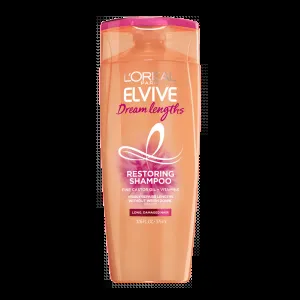 L'ORÉAL
PARIS
ELVIVE
Dream lengths
RESTORING
SHAMPOO
FINE CASTOR OIL + VITAMINS
LONG, DAMAGED HAIR